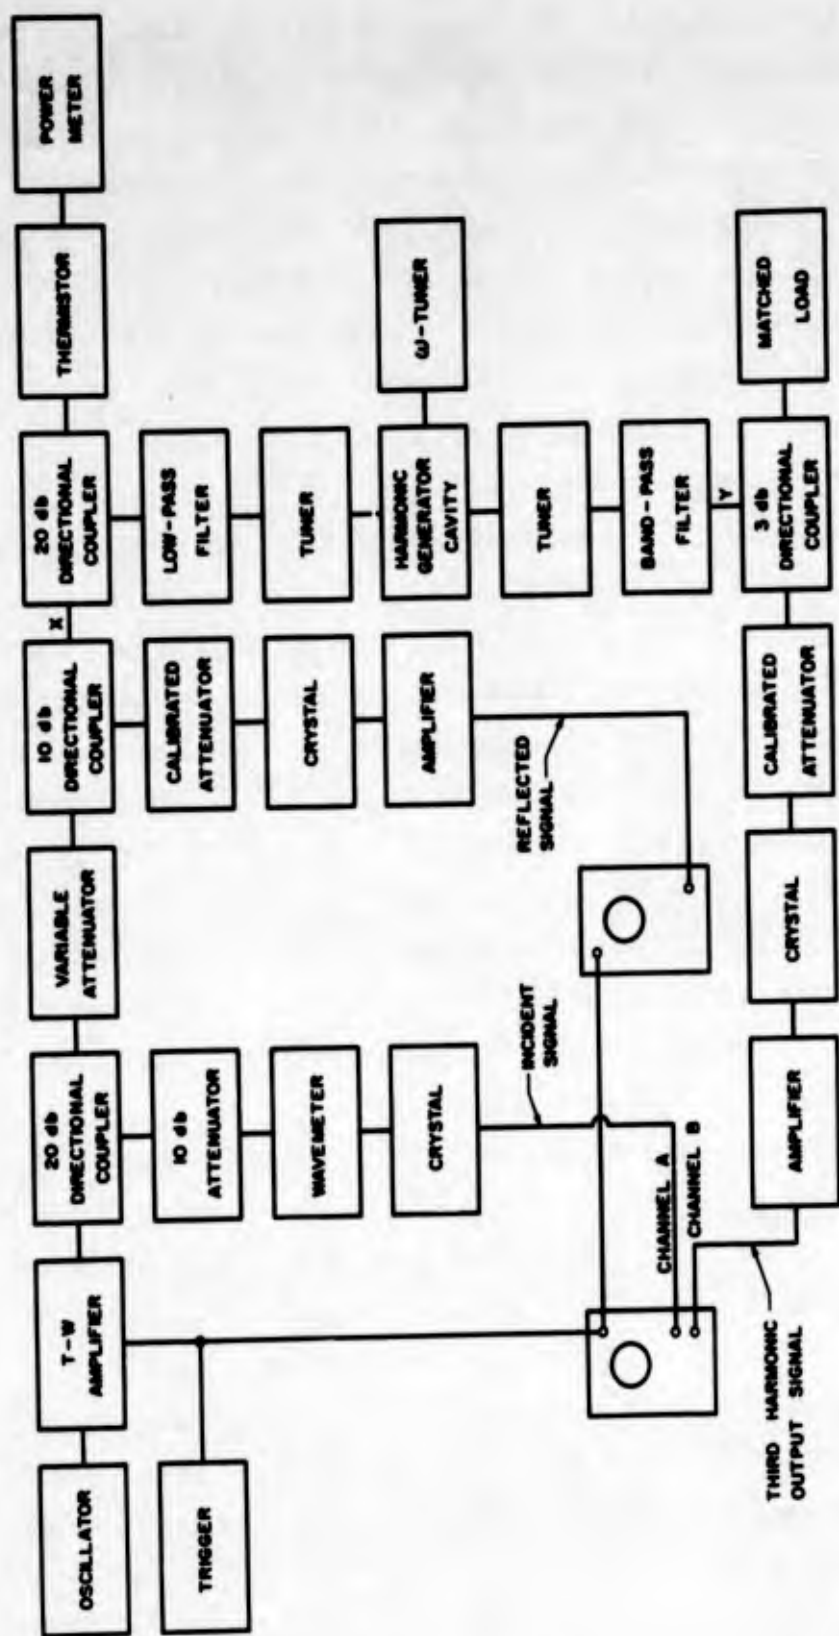 OSCILLATOR
T-W
AMPLIFIER
20 db
DIRECTIONAL
COUPLER
VARIABLE
ATTENUATOR
10 db
DIRECTIONAL
COUPLER
X
20 db
DIRECTIONAL
COUPLER
THERMISTOR
POWER
METER
TRIGGER
10 db
ATTENUATOR
WAVEMETER
CRYSTAL
INCIDENT
SIGNAL
CALIBRATED
ATTENUATOR
CRYSTAL
AMPLIFIER
REFLECTED
SIGNAL
LOW-PASS
FILTER
TUNER
HARMONIC
GENERATOR
CAVITY
ω-TUNER
TUNER
BAND-PASS
FILTER
Y
CHANNEL A
CHANNEL B
THIRD HARMONIC
OUTPUT SIGNAL
AMPLIFIER
CRYSTAL
CALIBRATED
ATTENUATOR
3 db
DIRECTIONAL
COUPLER
MATCHED
LOAD